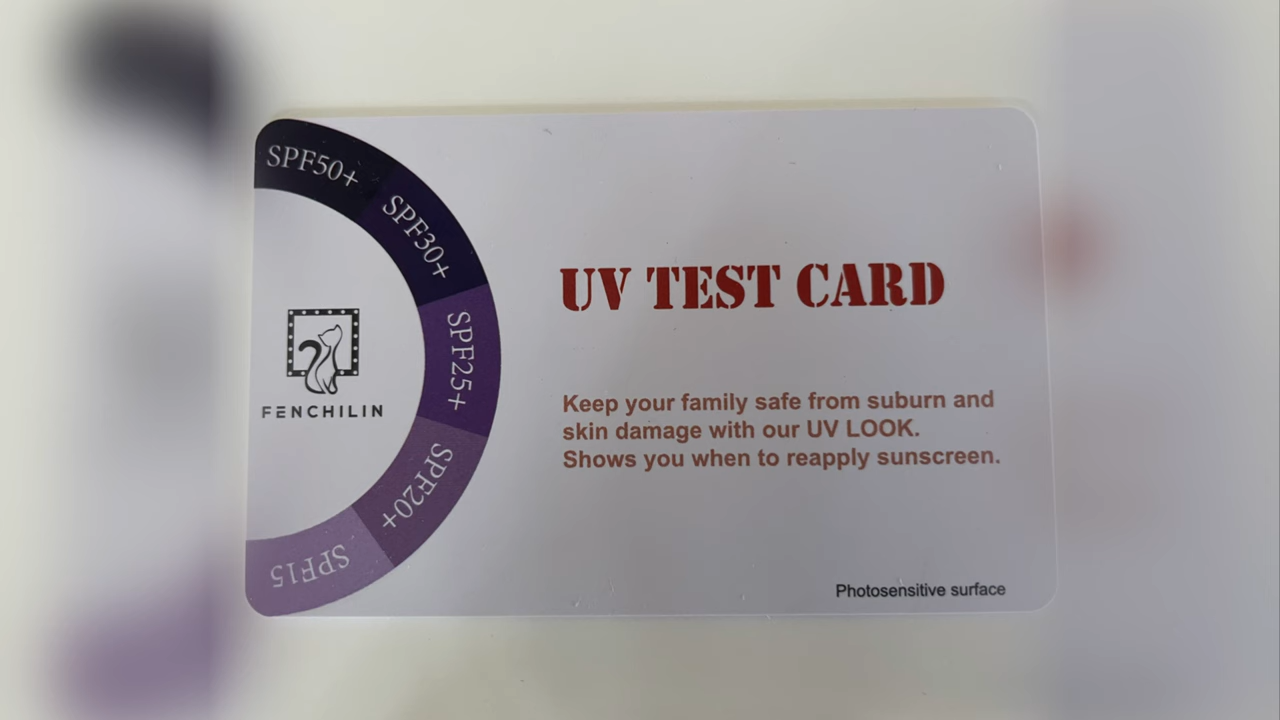 SPF50+
SPF30+
SPF25+
SPF20+
SPF15
FENCHILIN
UV TEST CARD
Keep your family safe from suburn and
skin damage with our UV LOOK.
Shows you when to reapply sunscreen.
Photosensitive surface